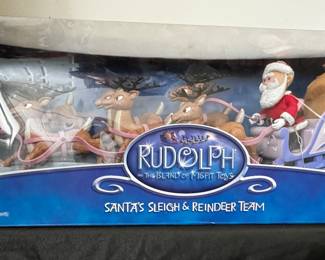 RUDOLPH
THE ISLAND OF MISFIT TOYS
SANTA'S SLEIGH & REINDEER TEAM